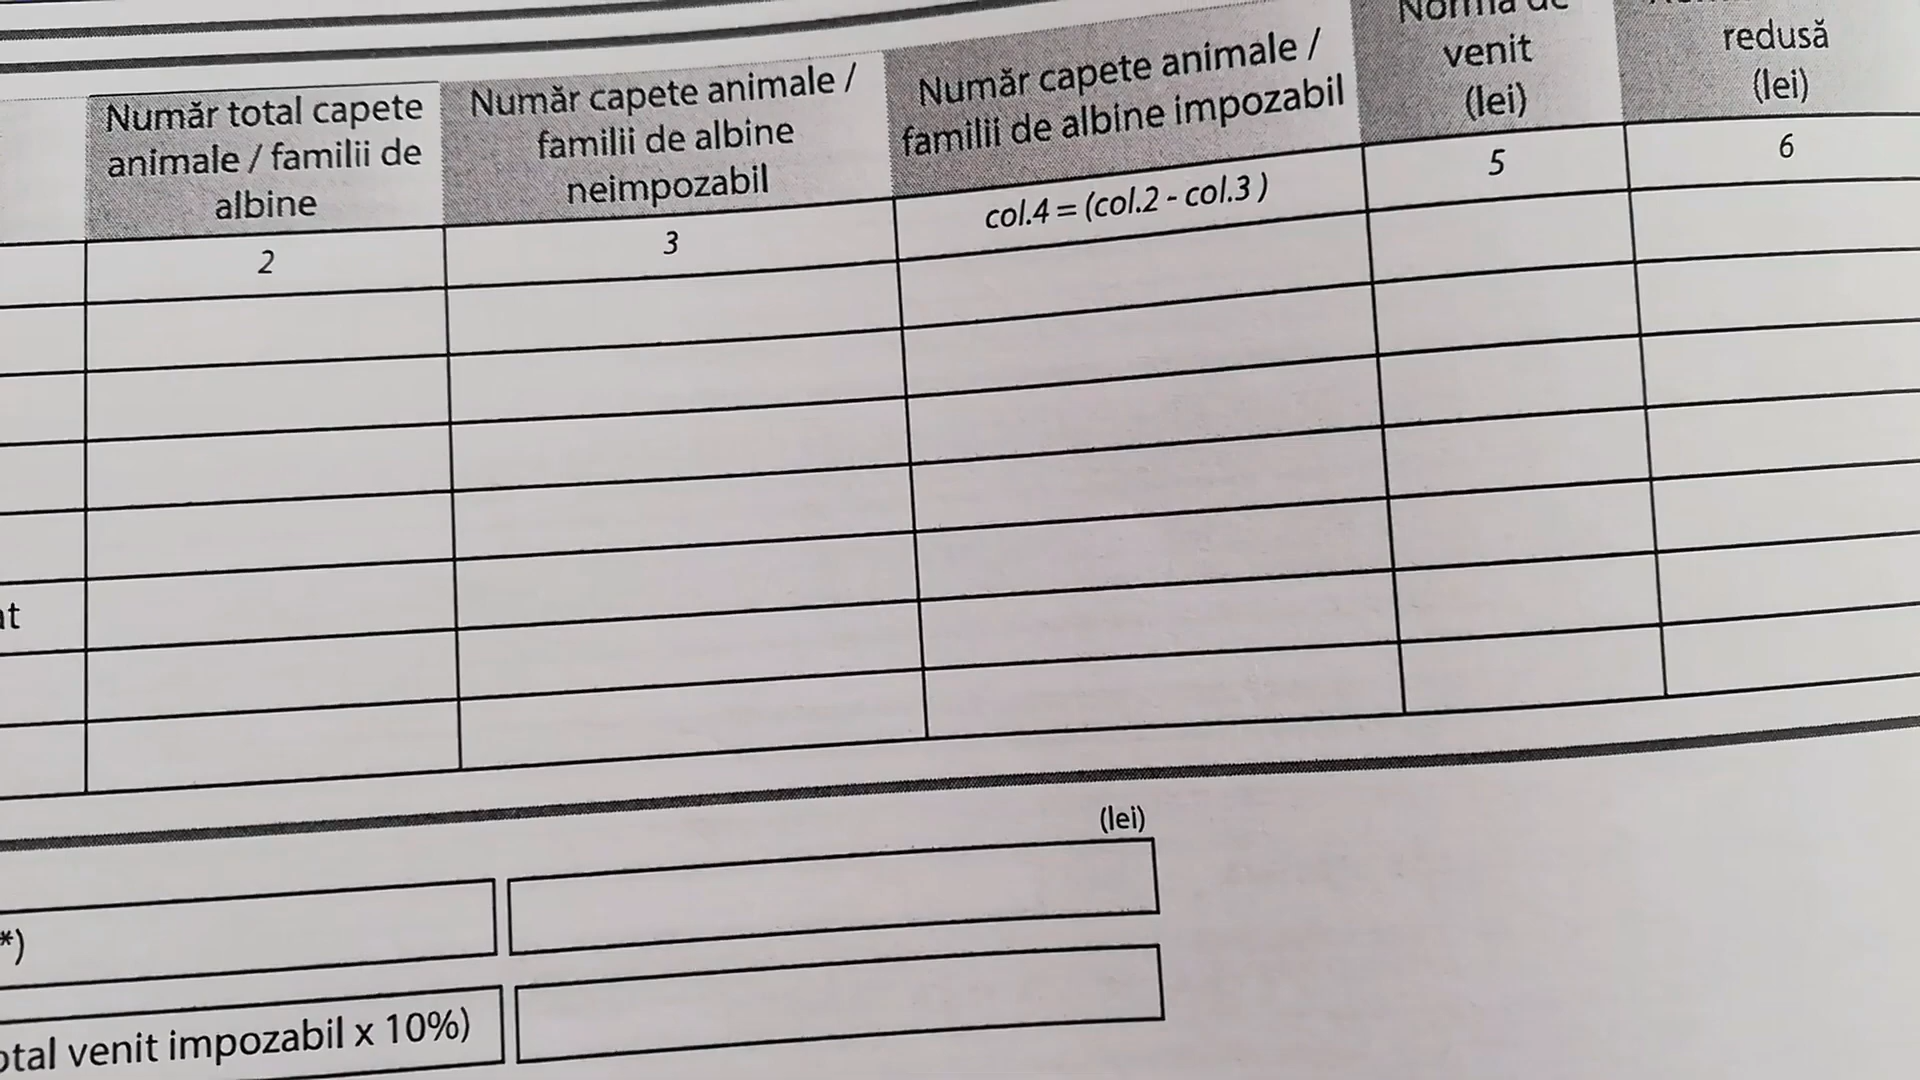 Număr total capete
animale / familii de
albine
Număr capete animale /
familii de albine
neimpozabil
Număr capete animale /
familii de albine impozabil
venit
(lei)
redusă
(lei)
2
3
col.4 = (col.2 - col.3 )
5
6
(lei)
*)
venit impozabil x 10%)